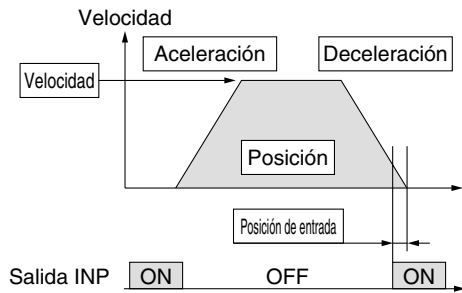 Velocidad
Aceleración
Deceleración
Velocidad
Posición
Posición de entrada
Salida INP ON OFF ON